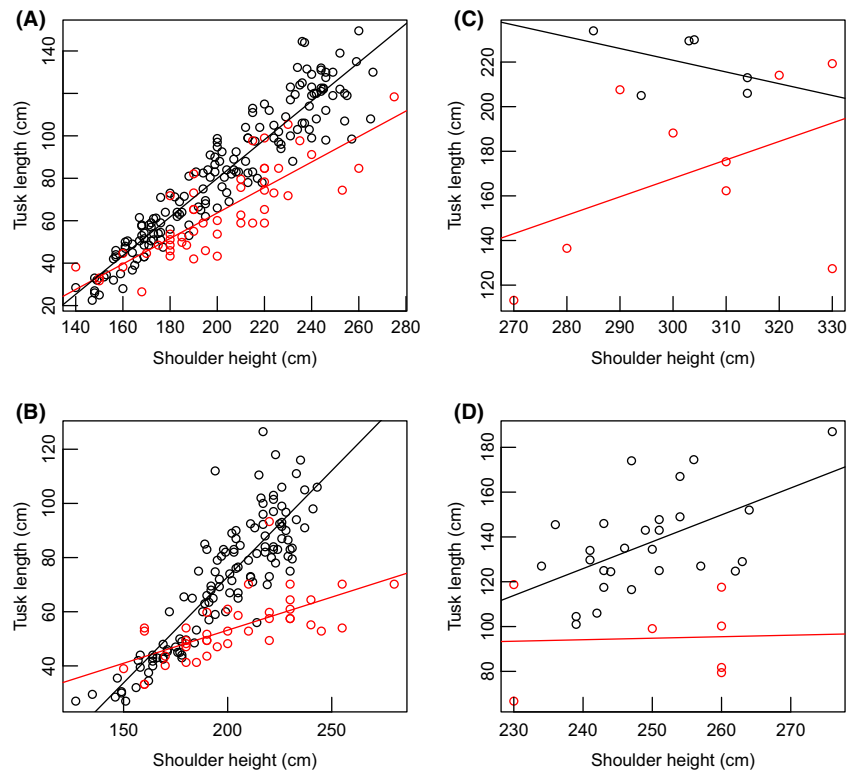 (A)
Tusk length (cm)
20 40 60 80 100 140
140 160 180 200 220 240 260 280
Shoulder height (cm)
(C)
Tusk length (cm)
120 140 160 180 200 220
270 280 290 300 310 320 330
Shoulder height (cm)
(B)
Tusk length (cm)
40 60 80 100 120
150 200 250
Shoulder height (cm)
(D)
Tusk length (cm)
80 100 120 140 160 180
230 240 250 260 270
Shoulder height (cm)